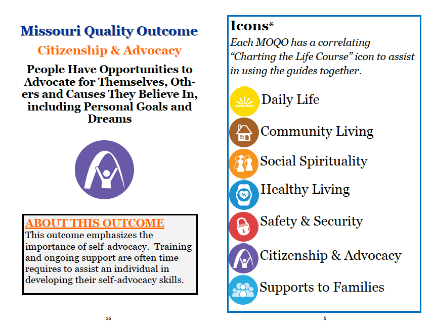 Missouri Quality Outcome
Citizenship & Advocacy
People Have Opportunities to
Advocate for Themselves, Oth-
ers and Causes They Believe In,
including Personal Goals and
Dreams
ABOUT THIS OUTCOME
This outcome emphasizes the
importance of self advocacy. Training
and ongoing support are often time
requires to assist an individual in
developing their self-advocacy skills.
16
Icons*
Each MOQO has a correlating
“Charting the Life Course” icon to assist
in using the guides together.
Daily Life
Community Living
Social Spirituality
Healthy Living
Safety & Security
Citizenship & Advocacy
Supports to Families
5